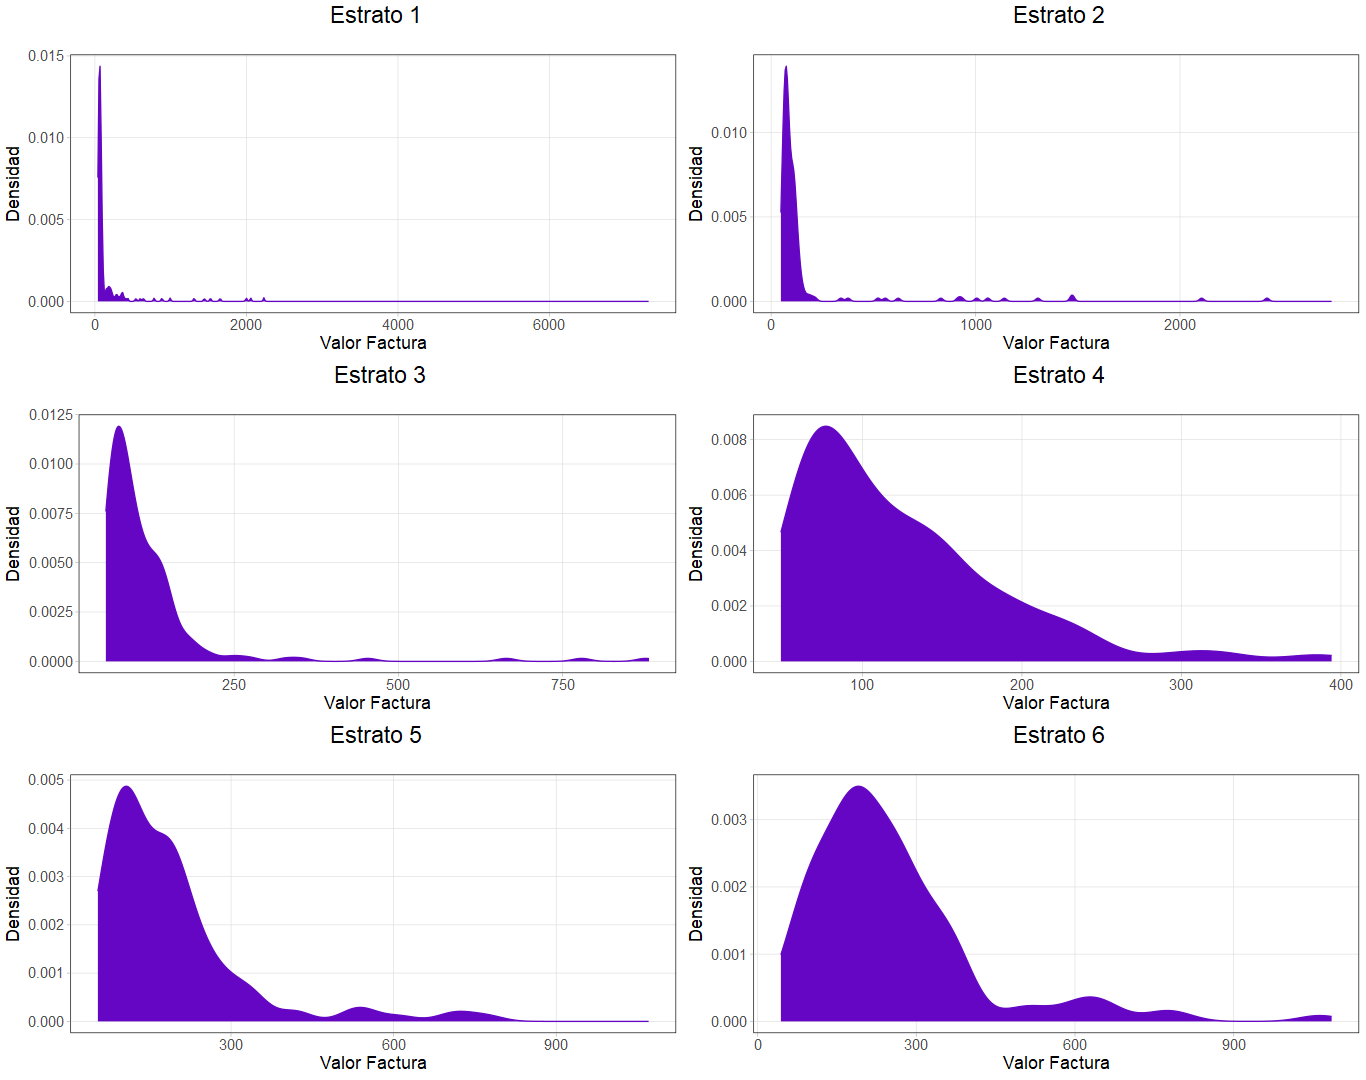 Estrato 1
0.015
0.010
0.005
0.000
Densidad
0 2000 4000 6000
Valor Factura
Estrato 2
0.010
0.005
0.000
Densidad
0 1000 2000
Valor Factura
Estrato 3
0.0125
0.0100
0.0075
0.0050
0.0025
0.0000
Densidad
250 500 750
Valor Factura
Estrato 4
0.008
0.006
0.004
0.002
0.000
Densidad
100 200 300 400
Valor Factura
Estrato 5
0.005
0.004
0.003
0.002
0.001
0.000
Densidad
300 600 900
Valor Factura
Estrato 6
0.003
0.002
0.001
0.000
Densidad
0 300 600 900
Valor Factura